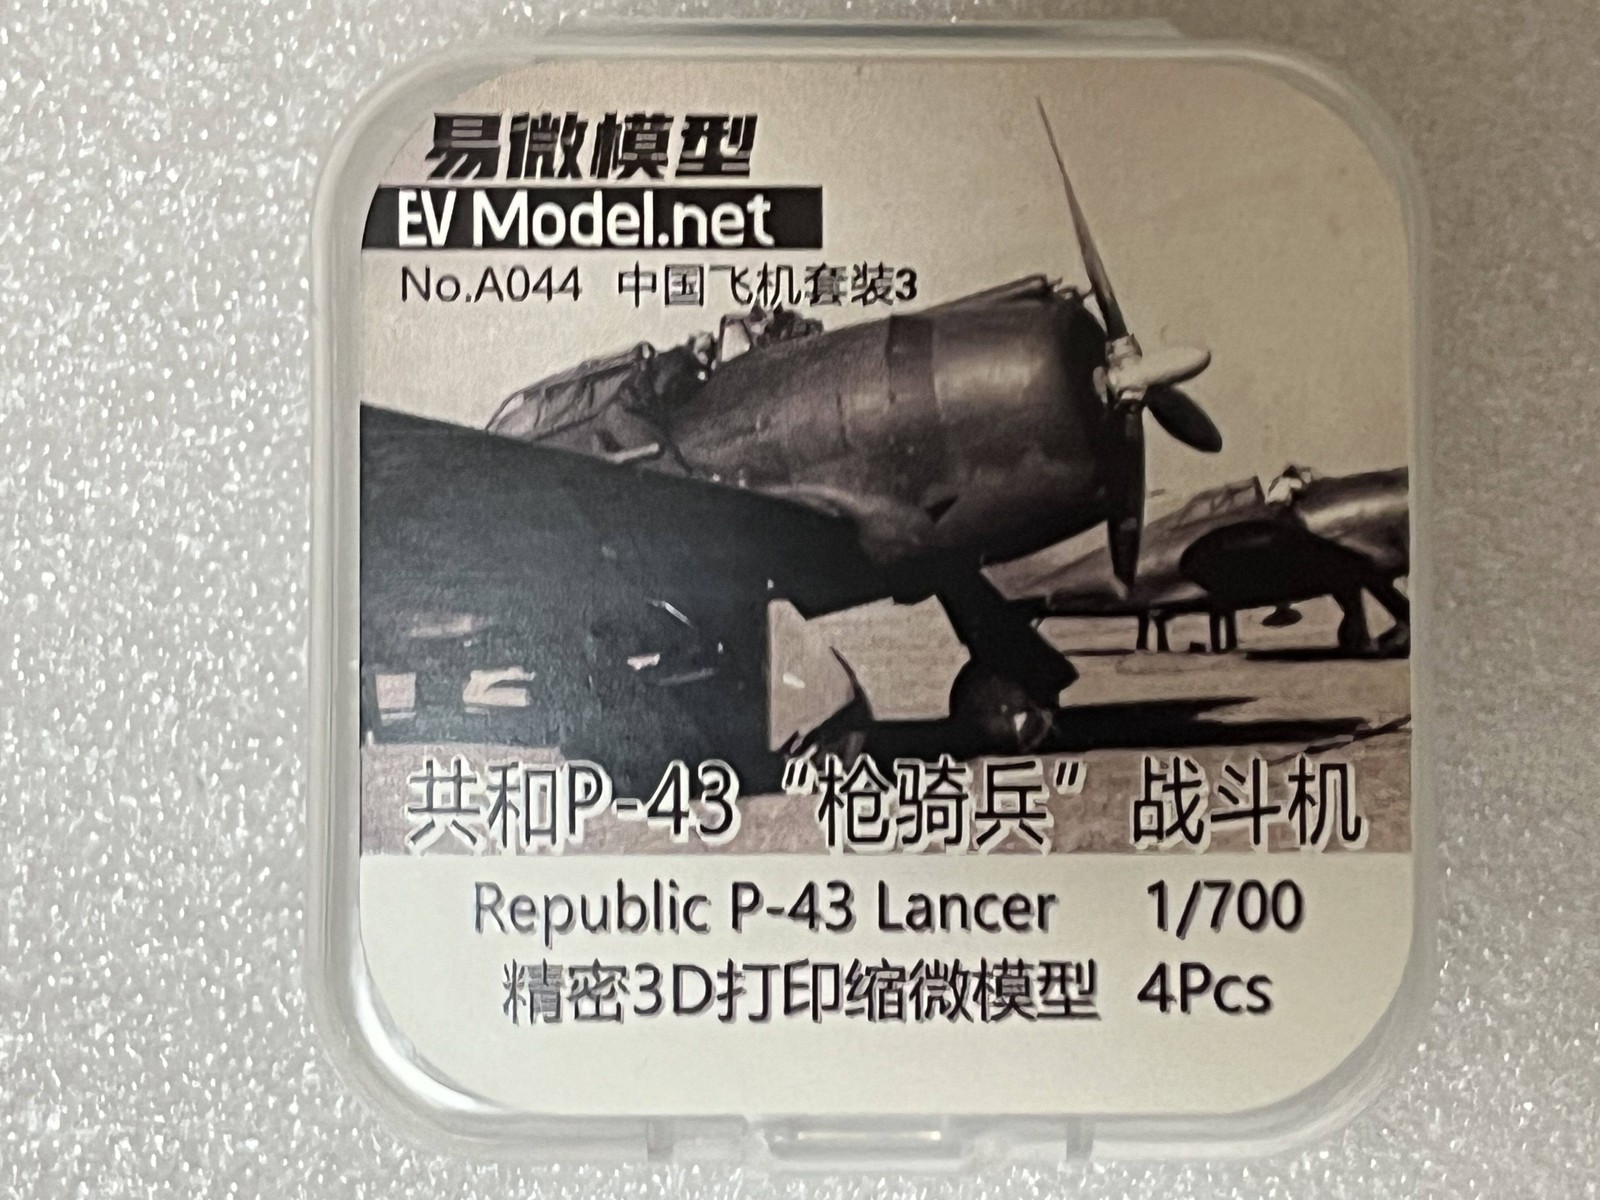 易微模型
EV Model.net
No.A044 中国飞机套装3
共和P-43 “枪骑兵” 战斗机
Republic P-43 Lancer 1/700
精密3D打印缩微模型 4Pcs